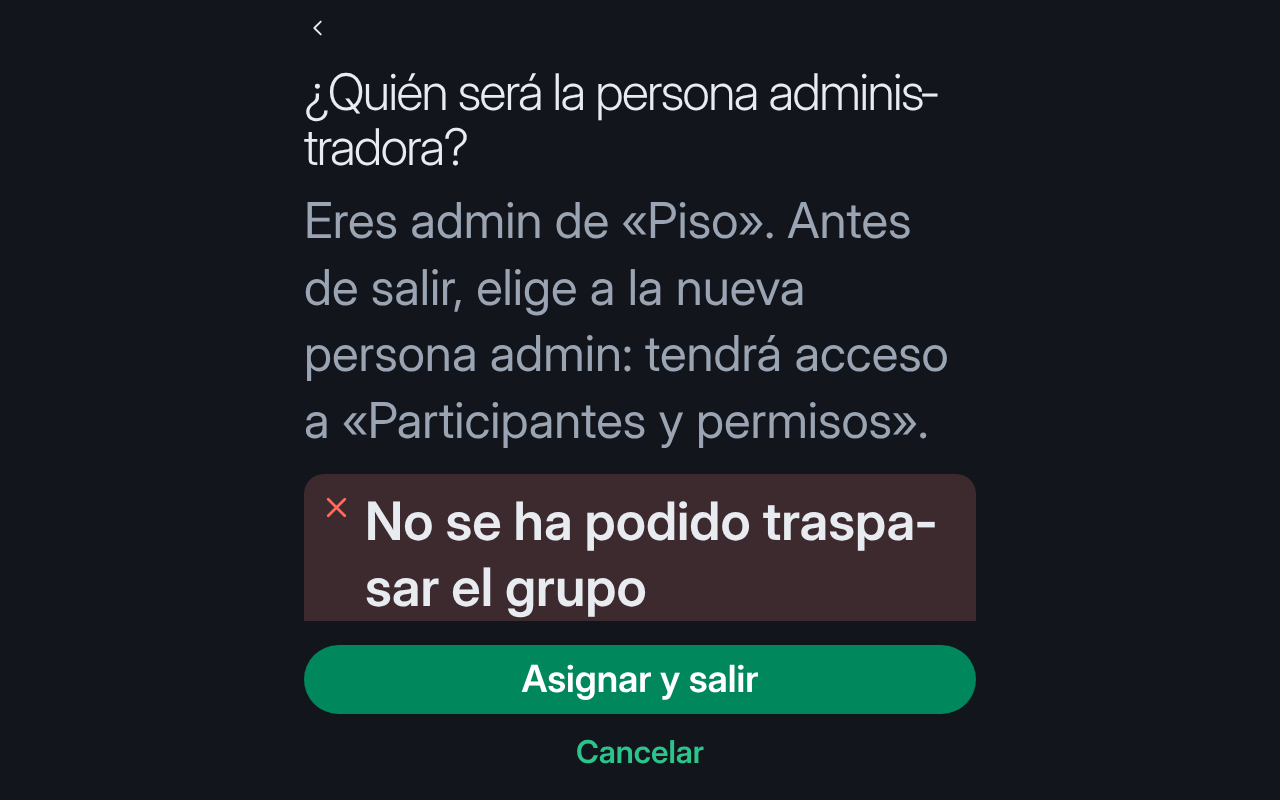 ¿Quién será la persona adminis-
tradora?
Eres admin de «Piso». Antes
de salir, elige a la nueva
persona admin: tendrá acceso
a «Participantes y permisos».
No se ha podido traspa-
sar el grupo
Asignar y salir
Cancelar